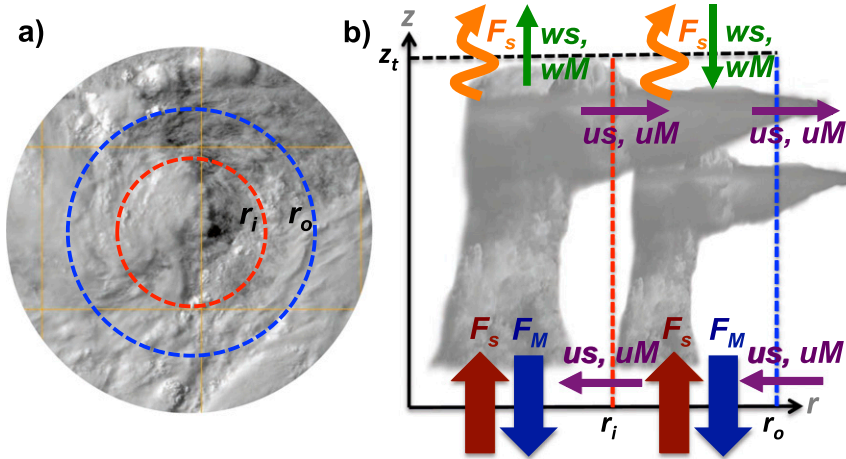 a)
r_i
r_o
b)
z
z_t
F_s
ws,
wM
F_s
ws,
wM
us, uM
us, uM
F_s
F_M
us, uM
F_s
F_M
us, uM
r_i
r_o
r